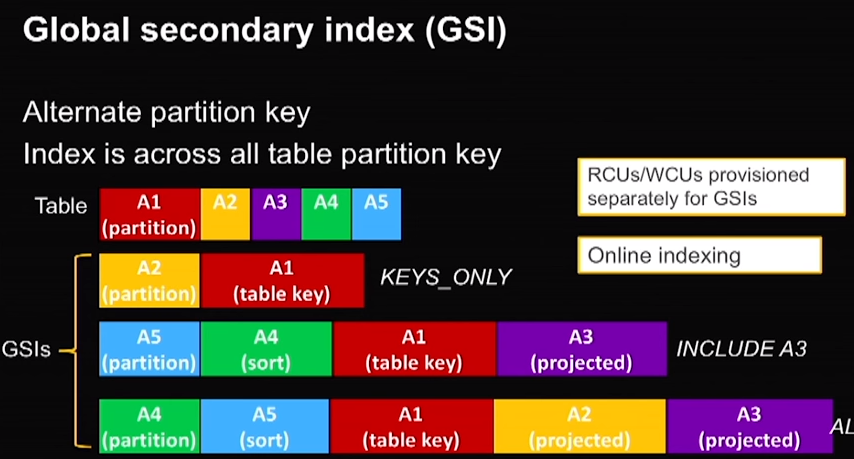 Global secondary index (GSI)
Alternate partition key
Index is across all table partition key
RCUs/WCUs provisioned
separately for GSIs
Online indexing
Table
A1
(partition)
A2
A3
A4
A5
GSIs
A2
(partition)
A1
(table key)
KEYS_ONLY
A5
(partition)
A4
(sort)
A1
(table key)
A3
(projected)
INCLUDE A3
A4
(partition)
A5
(sort)
A1
(table key)
A2
(projected)
A3
(projected)
AL